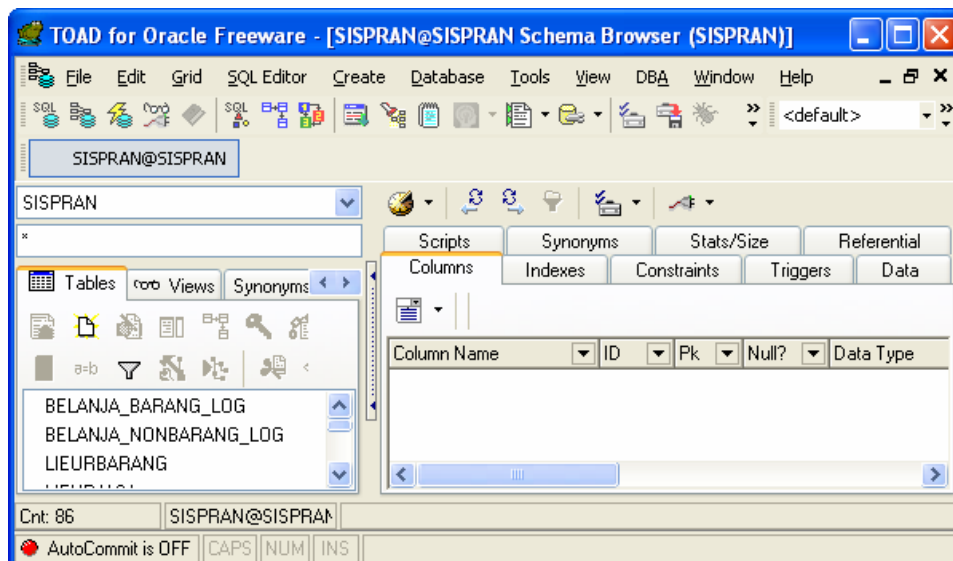 TOAD for Oracle Freeware - [SISPRAN@SISPRAN Schema Browser (SISPRAN)]
File Edit Grid SQL Editor Create Database Tools View DBA Window Help
SQL SQL <default>
SISPRAN@SISPRAN
SISPRAN
*
Scripts Synonyms Stats/Size Referential
Columns Indexes Constraints Triggers Data
Tables Views Synonyms
a=b
Column Name ID Pk Null? Data Type
BELANJA_BARANG_LOG
BELANJA_NONBARANG_LOG
LIEURBARANG
Cnt: 86 SISPRAN@SISPRAN
AutoCommit is OFF CAPS NUM INS